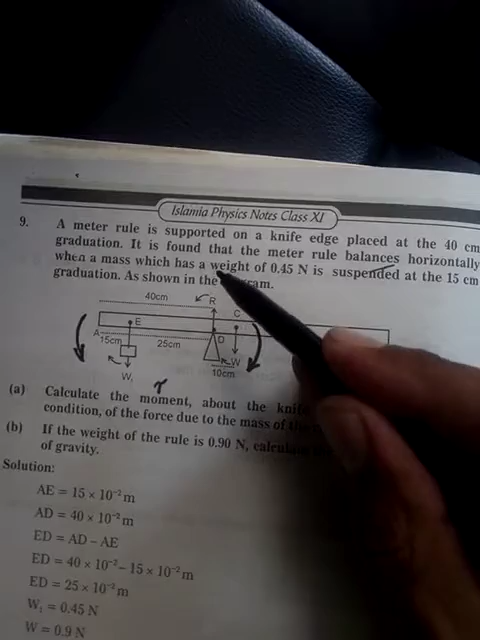 Islamia Physics Notes Class XI
9. A meter rule is supported on a knife edge placed at the 40 cm
graduation. It is found that the meter rule balances horizontally
when a mass which has a weight of 0.45 N is suspended at the 15 cm
graduation. As shown in the
40cm
R
C
E
A
15cm
25cm
D
W
10cm
W₁
τ
(a) Calculate the moment, about the
condition, of the force due to the mass of
(b) If the weight of the rule is 0.90 N,
of gravity.
Solution:
AE = 15 × 10⁻² m
AD = 40 × 10⁻² m
ED = AD – AE
ED = 40 × 10⁻² – 15 × 10⁻² m
ED = 25 × 10⁻² m
W₁ = 0.45 N
W = 0.9 N